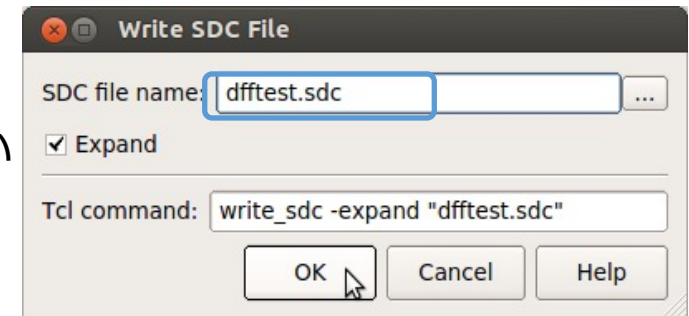 Write SDC File
SDC file name: dfftest.sdc ...
Expand
Tcl command: write_sdc -expand "dfftest.sdc"
OK Cancel Help